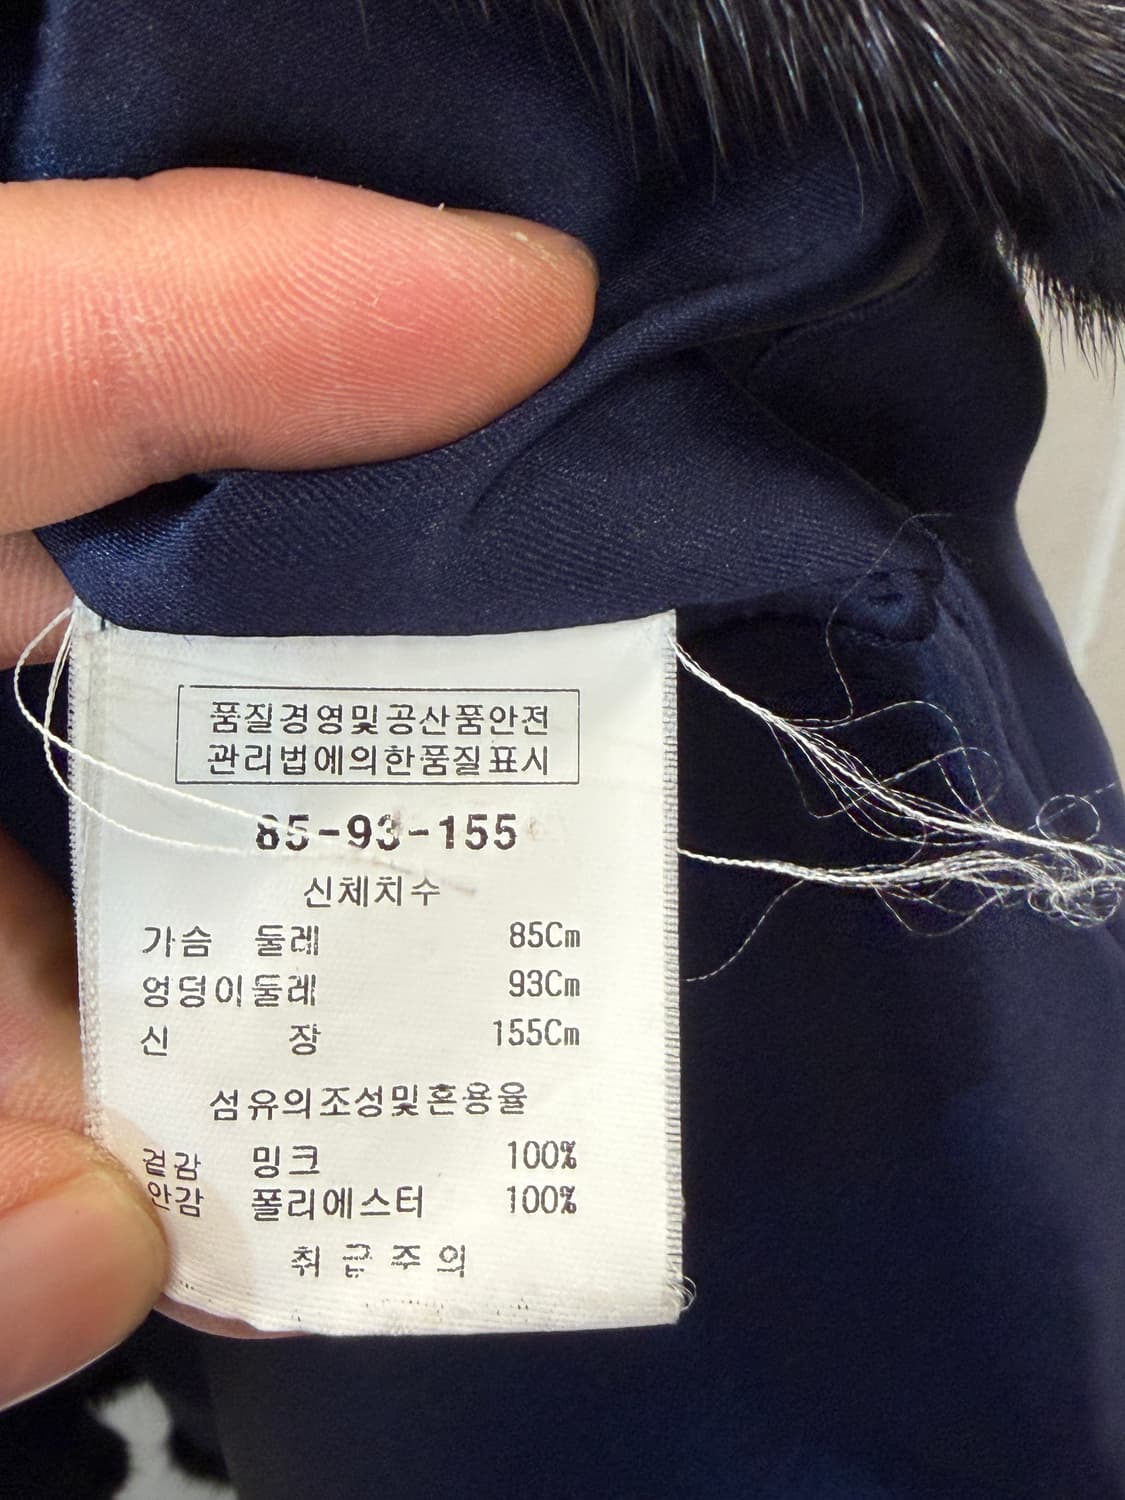 품질경영및공산품안전
관리법에의한품질표시
85-93-155
신체치수
가슴 둘레 85Cm
엉덩이둘레 93Cm
신 장 155Cm
섬유의조성및혼용율
겉감 밍크 100%
안감 폴리에스터 100%
취급주의